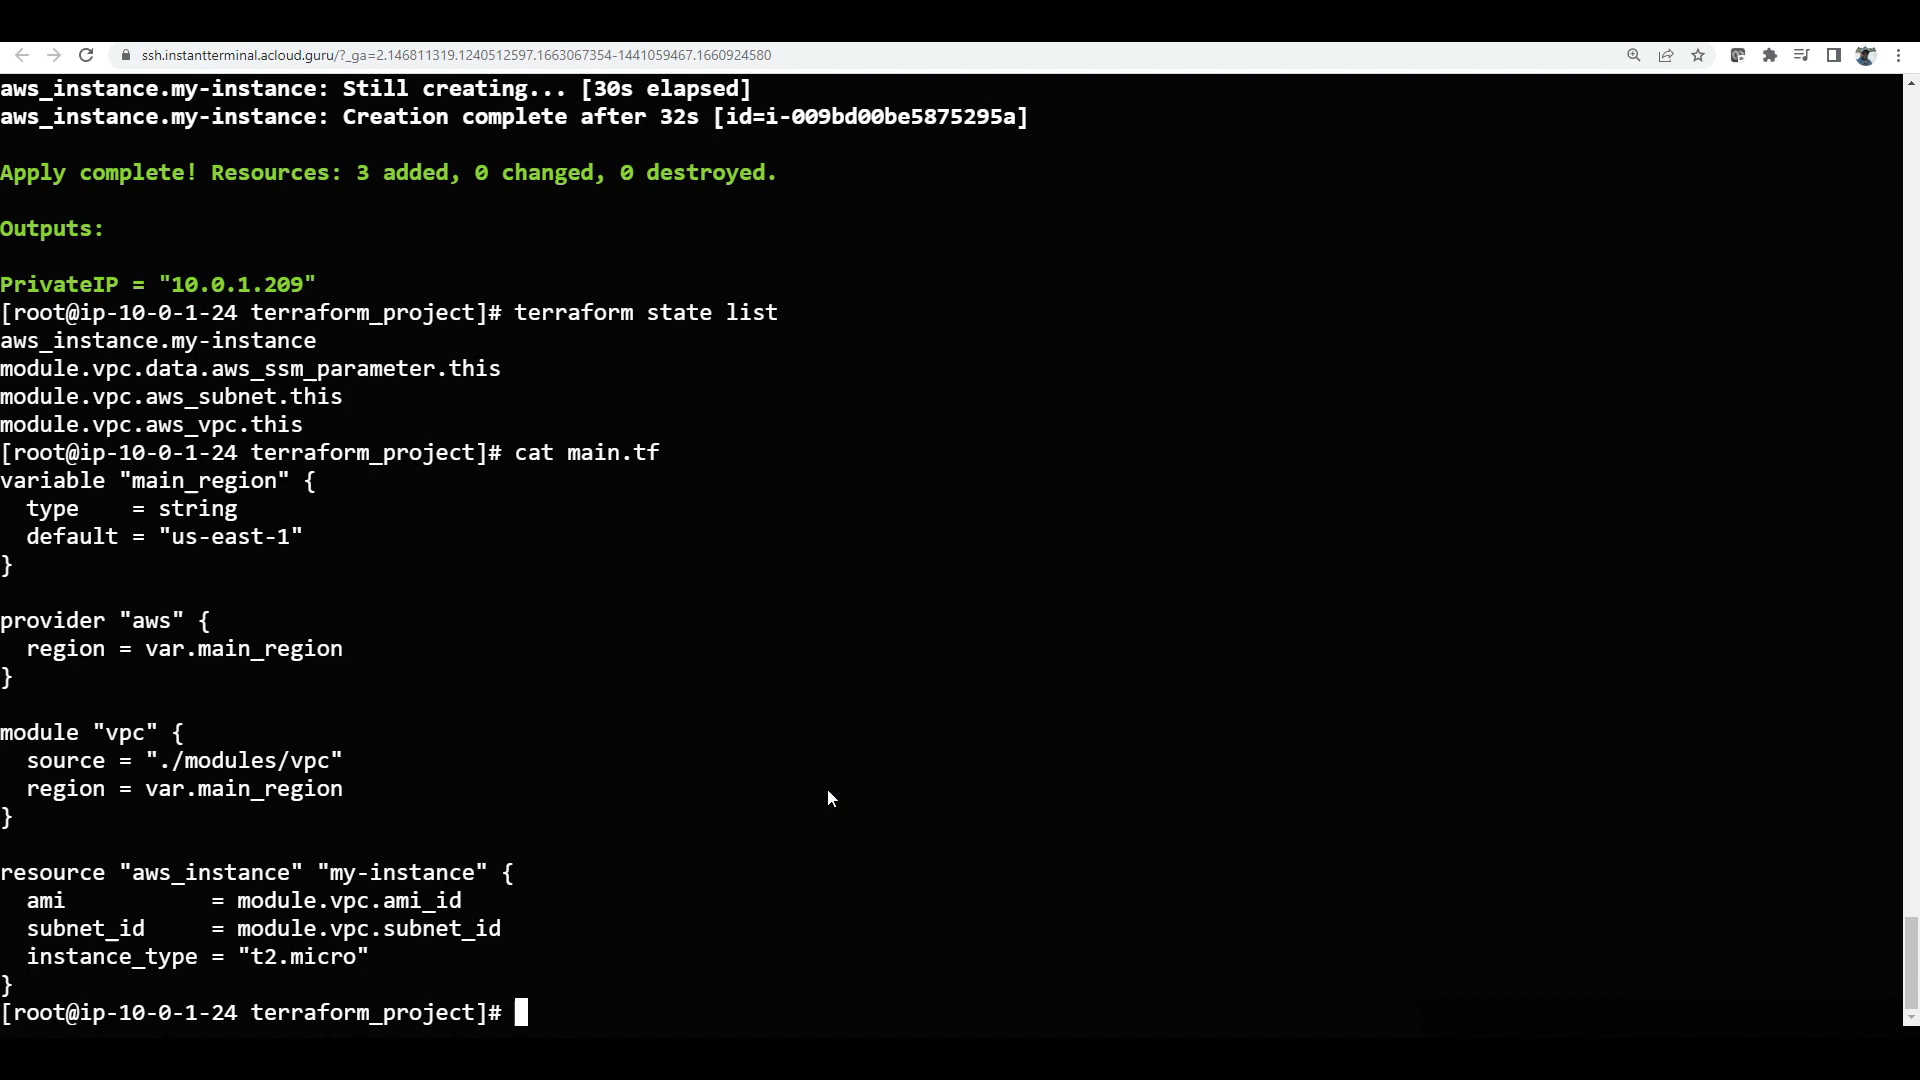 ssh.instantterminal.acloud.guru/?_ga=2.146811319.1240512597.1663067354-1441059467.1660924580
aws_instance.my-instance: Still creating... [30s elapsed]
aws_instance.my-instance: Creation complete after 32s [id=i-009bd00be5875295a]
Apply complete! Resources: 3 added, 0 changed, 0 destroyed.
Outputs:
PrivateIP = "10.0.1.209"
[root@ip-10-0-1-24 terraform_project]# terraform state list
aws_instance.my-instance
module.vpc.data.aws_ssm_parameter.this
module.vpc.aws_subnet.this
module.vpc.aws_vpc.this
[root@ip-10-0-1-24 terraform_project]# cat main.tf
variable "main_region" {
  type    = string
  default = "us-east-1"
}
provider "aws" {
  region = var.main_region
}
module "vpc" {
  source = "./modules/vpc"
  region = var.main_region
}
resource "aws_instance" "my-instance" {
  ami           = module.vpc.ami_id
  subnet_id     = module.vpc.subnet_id
  instance_type = "t2.micro"
}
[root@ip-10-0-1-24 terraform_project]#